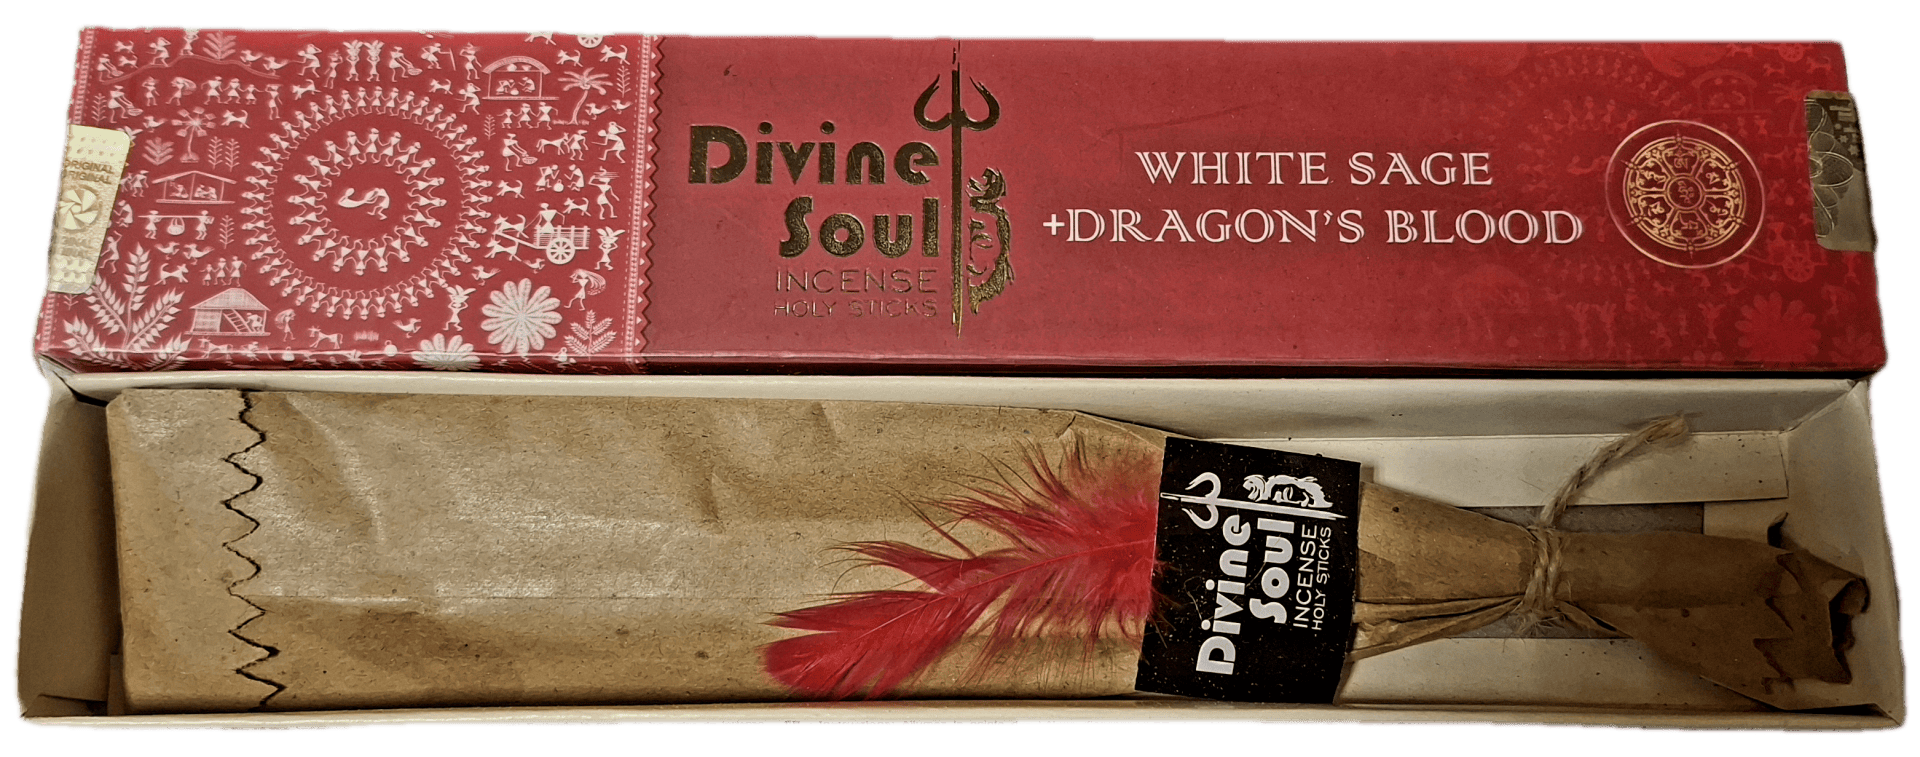 Divine
Soul
INCENSE
HOLY STICKS
WHITE SAGE
+DRAGON'S BLOOD
ORIGINAL
ORIGINAL
Divine
Soul
INCENSE
HOLY STICKS